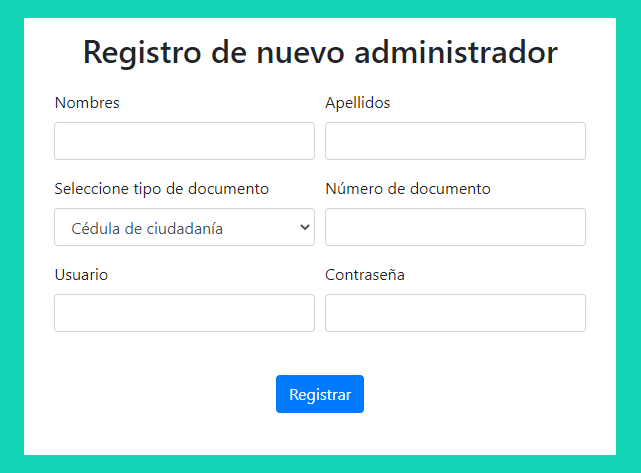 Registro de nuevo administrador
Nombres
Apellidos
Seleccione tipo de documento
Número de documento
Cédula de ciudadanía
Usuario
Contraseña
Registrar